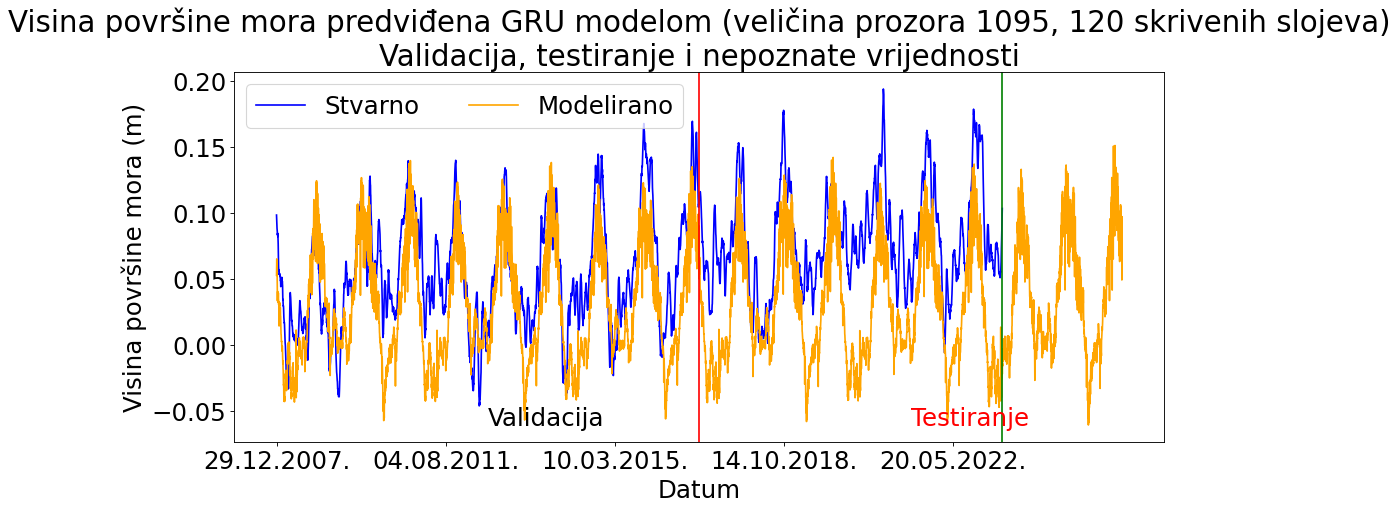 Visina površine mora predviđena GRU modelom (veličina prozora 1095, 120 skrivenih slojeva)
Validacija, testiranje i nepoznate vrijednosti
Stvarno
Modelirano
Visina površine mora (m)
0.20
0.15
0.10
0.05
0.00
−0.05
Validacija
Testiranje
29.12.2007.
04.08.2011.
10.03.2015.
14.10.2018.
20.05.2022.
Datum